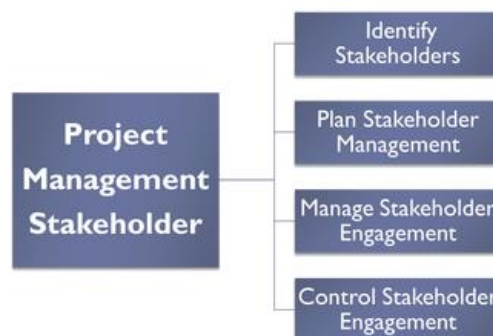 Project
Management
Stakeholder
Identify
Stakeholders
Plan Stakeholder
Management
Manage Stakeholder
Engagement
Control Stakeholder
Engagement